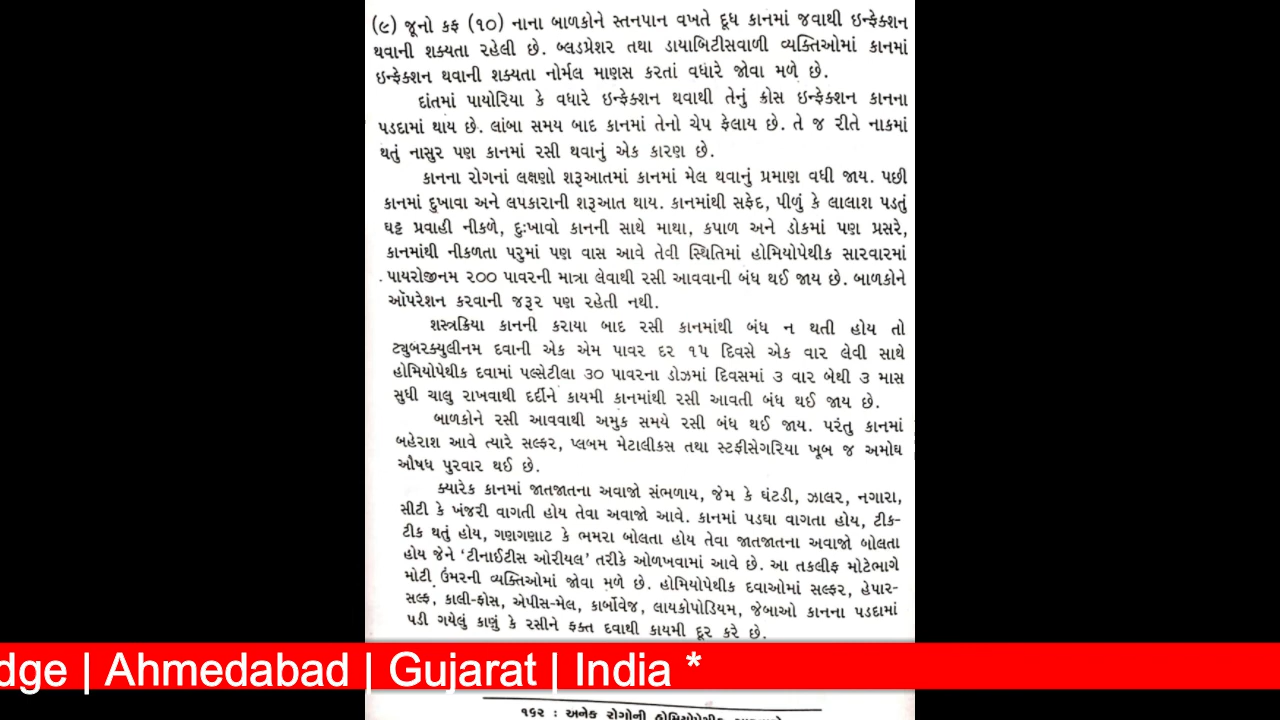 (૯) જૂનો કફ (૧૦) નાના બાળકોને સ્તનપાન વખતે દૂધ કાનમાં જવાથી ઇન્ફેક્શન
થવાની શક્યતા રહેલી છે. બ્લડપ્રેશર તથા ડાયાબિટીસવાળી વ્યક્તિઓમાં કાનમાં
ઇન્ફેક્શન થવાની શક્યતા નોર્મલ માણસ કરતાં વધારે જોવા મળે છે.
દાંતમાં પાયોરિયા કે વધારે ઇન્ફેક્શન થવાથી તેનું ક્રોસ ઇન્ફેક્શન કાનના
પડદામાં થાય છે. લાંબા સમય બાદ કાનમાં તેનો ચેપ ફેલાય છે. તે જ રીતે નાકમાં
થતું નાસુર પણ કાનમાં રસી થવાનું એક કારણ છે.
કાનના રોગનાં લક્ષણો શરૂઆતમાં કાનમાં મેલ થવાનું પ્રમાણ વધી જાય. પછી
કાનમાં દુખાવા અને લપકારાની શરૂઆત થાય. કાનમાંથી સફેદ, પીળું કે લાલાશ પડતું
ઘટ્ટ પ્રવાહી નીકળે, દુઃખાવો કાનની સાથે માથા, કપાળ અને ડોકમાં પણ પ્રસરે,
કાનમાંથી નીકળતા પરુમાં પણ વાસ આવે તેવી સ્થિતિમાં હોમિયોપેથીક સારવારમાં
પાયરોજીનમ ૨૦૦ પાવરની માત્રા લેવાથી રસી આવવાની બંધ થઈ જાય છે. બાળકોને
ઑપરેશન કરવાની જરૂર પણ રહેતી નથી.
શસ્ત્રક્રિયા કાનની કરાયા બાદ રસી કાનમાંથી બંધ ન થતી હોય તો
ટ્યુબરક્યુલીનમ દવાની એક એમ પાવર દર ૧૫ દિવસે એક વાર લેવી સાથે
હોમિયોપેથીક દવામાં પલ્સેટીલા ૩૦ પાવરના ડોઝમાં દિવસમાં ૩ વાર બેથી ૩ માસ
સુધી ચાલુ રાખવાથી દર્દીને કાયમી કાનમાંથી રસી આવતી બંધ થઈ જાય છે.
બાળકોને રસી આવવાથી અમુક સમયે રસી બંધ થઈ જાય. પરંતુ કાનમાં
બહેરાશ આવે ત્યારે સલ્ફર, પ્લબમ મેટાલીકસ તથા સ્ટફીસેગરિયા ખૂબ જ અમોઘ
ઔષધ પુરવાર થઈ છે.
ક્યારેક કાનમાં જાતજાતના અવાજો સંભળાય, જેમ કે ઘંટડી, ઝાલર, નગારા,
સીટી કે ખંજરી વાગતી હોય તેવા અવાજો આવે. કાનમાં પડઘા વાગતા હોય, ટીક-
ટીક થતું હોય, ગણગણાટ કે ભમરા બોલતા હોય તેવા જાતજાતના અવાજો બોલતા
હોય જેને 'ટીનાઈટીસ ઓરીયલ' તરીકે ઓળખવામાં આવે છે. આ તકલીફ મોટેભાગે
મોટી ઉંમરની વ્યક્તિઓમાં જોવા મળે છે. હોમિયોપેથીક દવાઓમાં સલ્ફર, હેપાર-
સલ્ફ, કાલી-ફોસ, એપીસ-મેલ, કાર્બોવેજ, લાયકોપોડિયમ, જેબાઓ કાનના પડદામાં
પડી ગયેલું કાણું કે રસીને ફક્ત દવાથી કાયમી દૂર કરે છે.
dge | Ahmedabad | Gujarat | India *
૧૬૨ : અનેક રોગોની હોમિયોપેથીક